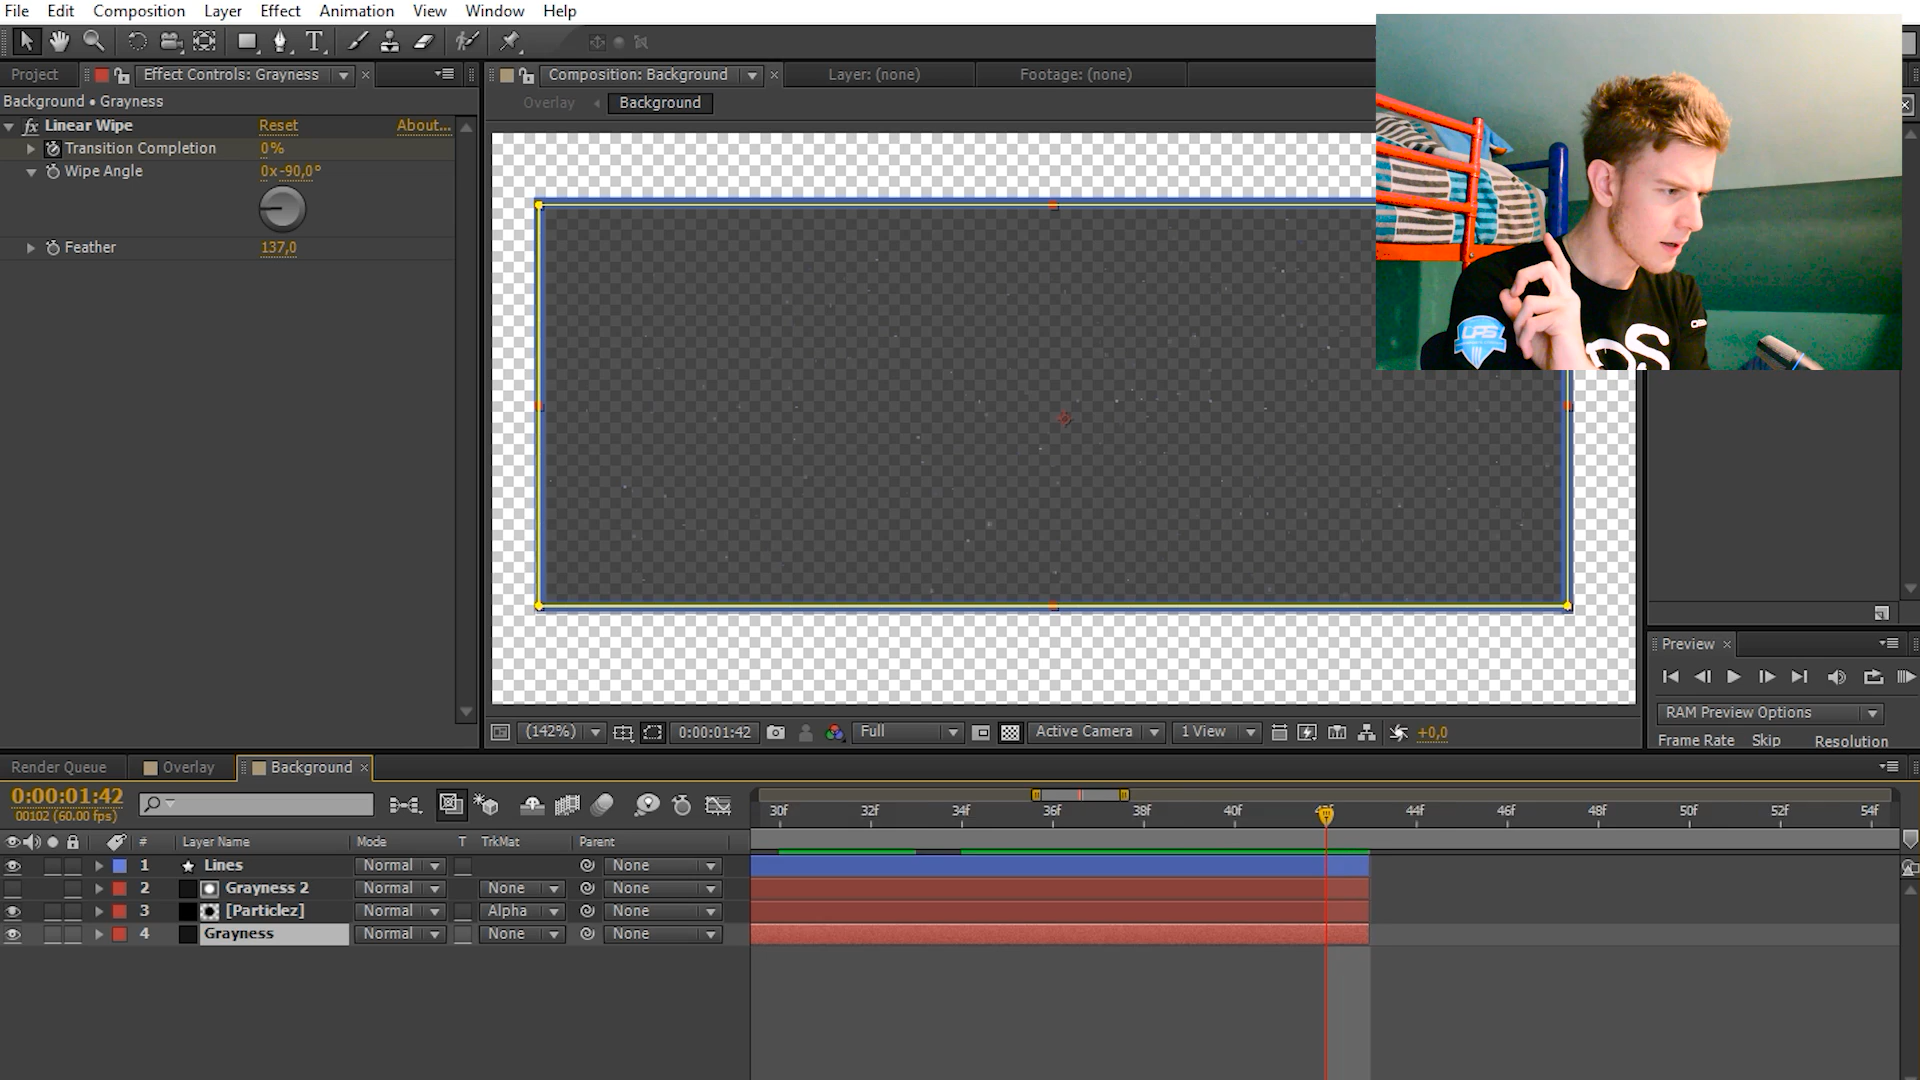 File Edit Composition Layer Effect Animation View Window Help
Project Effect Controls: Grayness × Composition: Background × Layer: (none) Footage: (none)
Background • Grayness
Overlay Background
fx Linear Wipe Reset About...
Transition Completion 0%
Wipe Angle 0x-90,0°
Feather 137,0
CPS
Preview ×
RAM Preview Options
Frame Rate Skip Resolution
(142%) 0:00:01:42 Full Active Camera 1 View +0,0
Render Queue Overlay Background ×
0:00:01:42
00102 (60.00 fps)
30f 32f 34f 36f 38f 40f 44f 46f 48f 50f 52f 54f
# Layer Name Mode T TrkMat Parent
1 Lines Normal None
2 Grayness 2 Normal None None
3 [Particlez] Normal Alpha None
4 Grayness Normal None None